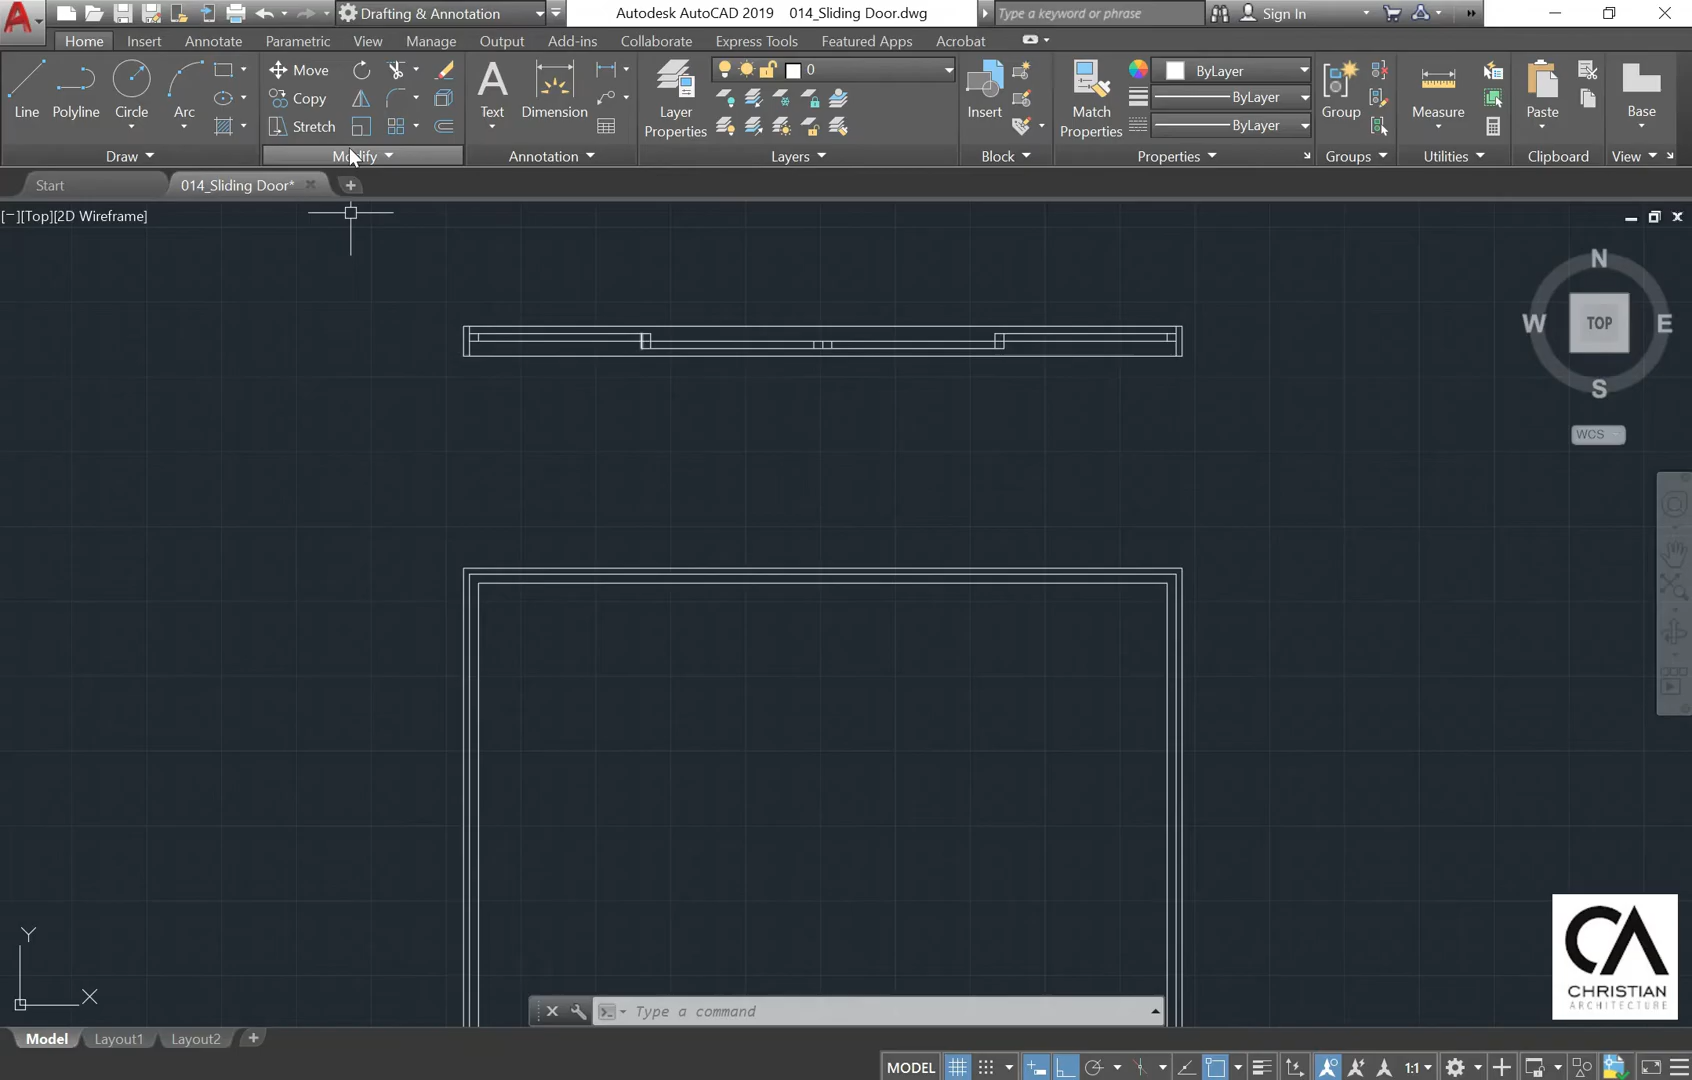 Drafting & Annotation
Autodesk AutoCAD 2019 014_Sliding Door.dwg
Type a keyword or phrase
Sign In
Home Insert Annotate Parametric View Manage Output Add-ins Collaborate Express Tools Featured Apps Acrobat
Line Polyline Circle Arc
Move
Copy
Stretch
Text Dimension
Layer
Properties
0
Insert
Match
Properties
ByLayer
ByLayer
ByLayer
Group
Measure
Paste
Base
Draw Modify Annotation Layers Block Properties Groups Utilities Clipboard View
Start 014_Sliding Door*
[−][Top][2D Wireframe]
N
W TOP E
S
WCS
Y
X
Type a command
CA
CHRISTIAN
ARCHITECTURE
Model Layout1 Layout2
MODEL 1:1